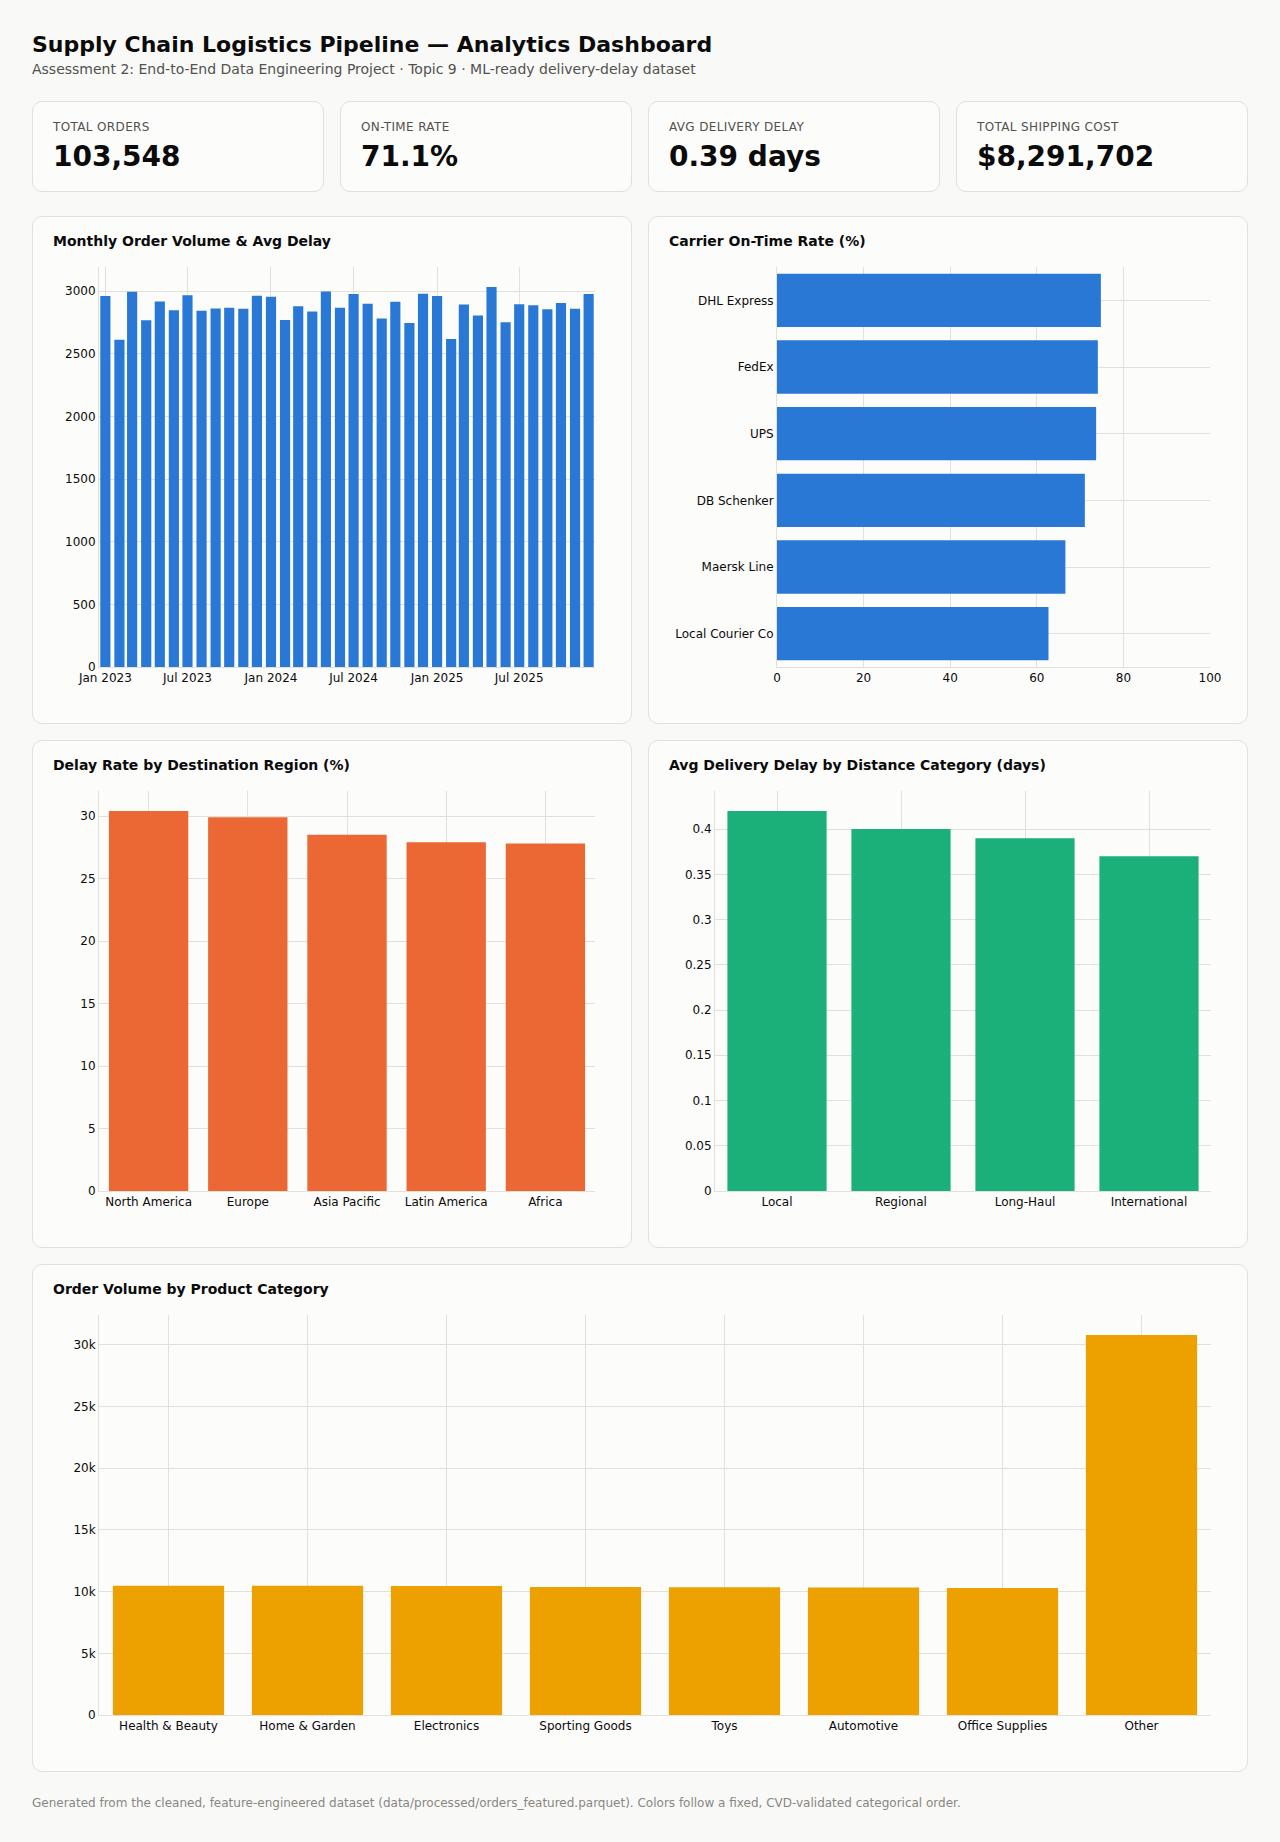 Supply Chain Logistics Pipeline — Analytics Dashboard
Assessment 2: End-to-End Data Engineering Project · Topic 9 · ML-ready delivery-delay dataset
TOTAL ORDERS
103,548
ON-TIME RATE
71.1%
AVG DELIVERY DELAY
0.39 days
TOTAL SHIPPING COST
$8,291,702
Monthly Order Volume & Avg Delay
3000
2500
2000
1500
1000
500
0
Jan 2023 Jul 2023 Jan 2024 Jul 2024 Jan 2025 Jul 2025
Carrier On-Time Rate (%)
DHL Express
FedEx
UPS
DB Schenker
Maersk Line
Local Courier Co
0 20 40 60 80 100
Delay Rate by Destination Region (%)
30
25
20
15
10
5
0
North America Europe Asia Pacific Latin America Africa
Avg Delivery Delay by Distance Category (days)
0.4
0.35
0.3
0.25
0.2
0.15
0.1
0.05
0
Local Regional Long-Haul International
Order Volume by Product Category
30k
25k
20k
15k
10k
5k
0
Health & Beauty Home & Garden Electronics Sporting Goods Toys Automotive Office Supplies Other
Generated from the cleaned, feature-engineered dataset (data/processed/orders_featured.parquet). Colors follow a fixed, CVD-validated categorical order.